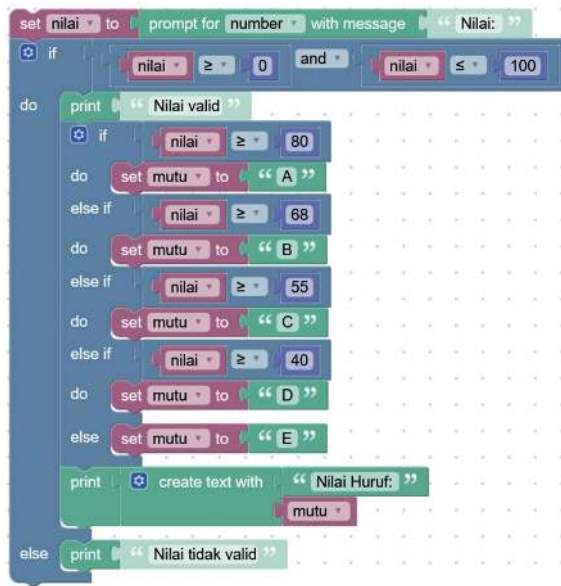 set nilai to prompt for number with message “ Nilai: ”
if nilai ≥ 0 and nilai ≤ 100
do print “ Nilai valid ”
if nilai ≥ 80
do set mutu to “ A ”
else if nilai ≥ 68
do set mutu to “ B ”
else if nilai ≥ 55
do set mutu to “ C ”
else if nilai ≥ 40
do set mutu to “ D ”
else set mutu to “ E ”
print create text with “ Nilai Huruf: ”
mutu
else print “ Nilai tidak valid ”